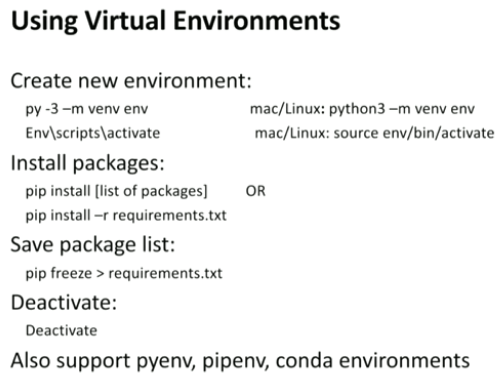 Using Virtual Environments
Create new environment:
py -3 –m venv env mac/Linux: python3 –m venv env
Env\scripts\activate mac/Linux: source env/bin/activate
Install packages:
pip install [list of packages] OR
pip install –r requirements.txt
Save package list:
pip freeze > requirements.txt
Deactivate:
Deactivate
Also support pyenv, pipenv, conda environments